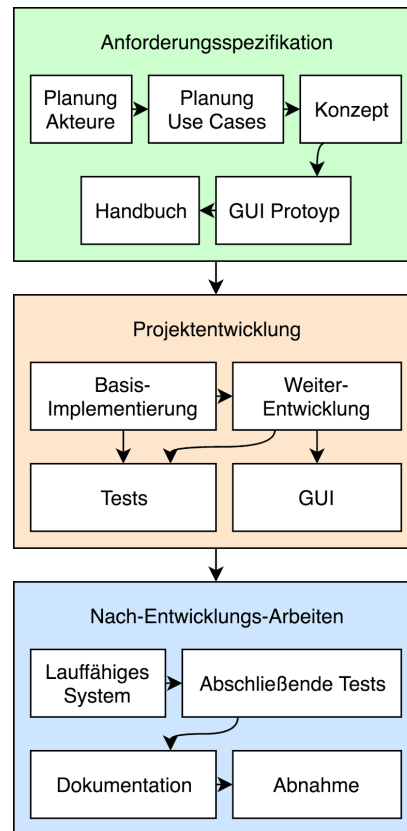 Anforderungsspezifikation
Planung
Akteure
Planung
Use Cases
Konzept
Handbuch
GUI Protoyp
Projektentwicklung
Basis-
Implementierung
Weiter-
Entwicklung
Tests
GUI
Nach-Entwicklungs-Arbeiten
Lauffähiges
System
Abschließende Tests
Dokumentation
Abnahme